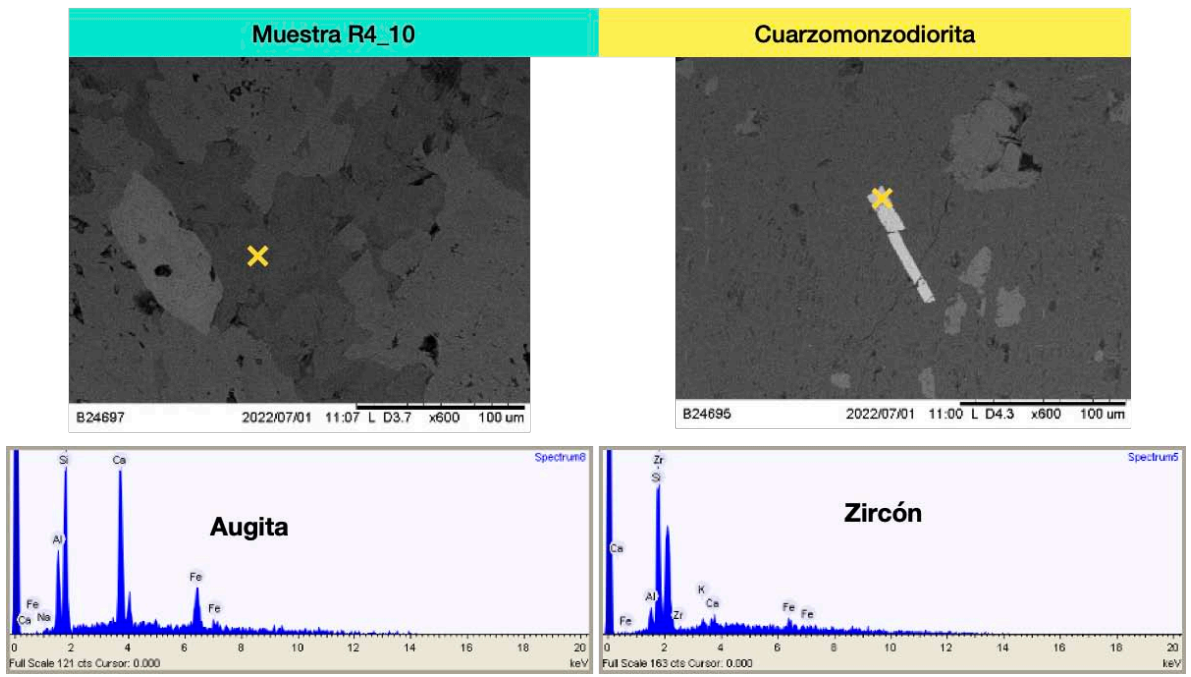 Muestra R4_10
Cuarzomonzodiorita
B24697 2022/07/01 11:07 L D3.7 x600 100 um
B24695 2022/07/01 11:00 L D4.3 x600 100 um
Spectrum8
Si
Ca
Al
Fe
Fe
Fe
Ca
Na
Augita
0 2 4 6 8 10 12 14 16 18 20
Full Scale 121 cts Cursor: 0.000
keV
Spectrum5
Zr
Si
Ca
Al
Fe
Zr
K
Ca
Fe
Fe
Zircón
0 2 4 6 8 10 12 14 16 18 20
Full Scale 163 cts Cursor: 0.000
keV